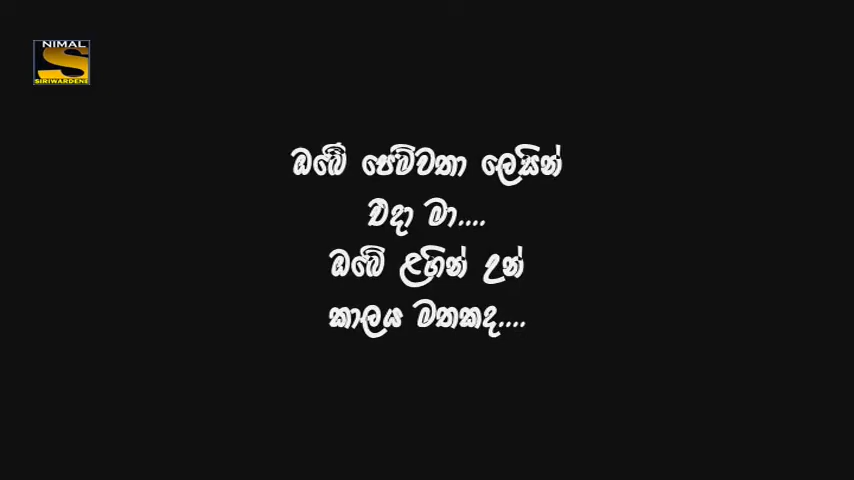 NIMAL
S
SIRIWARDENE
ඔබේ පෙම්වතා ලෙසින්
එදා මා....
ඔබේ ළඟින් උන්
කාලය මතකද....